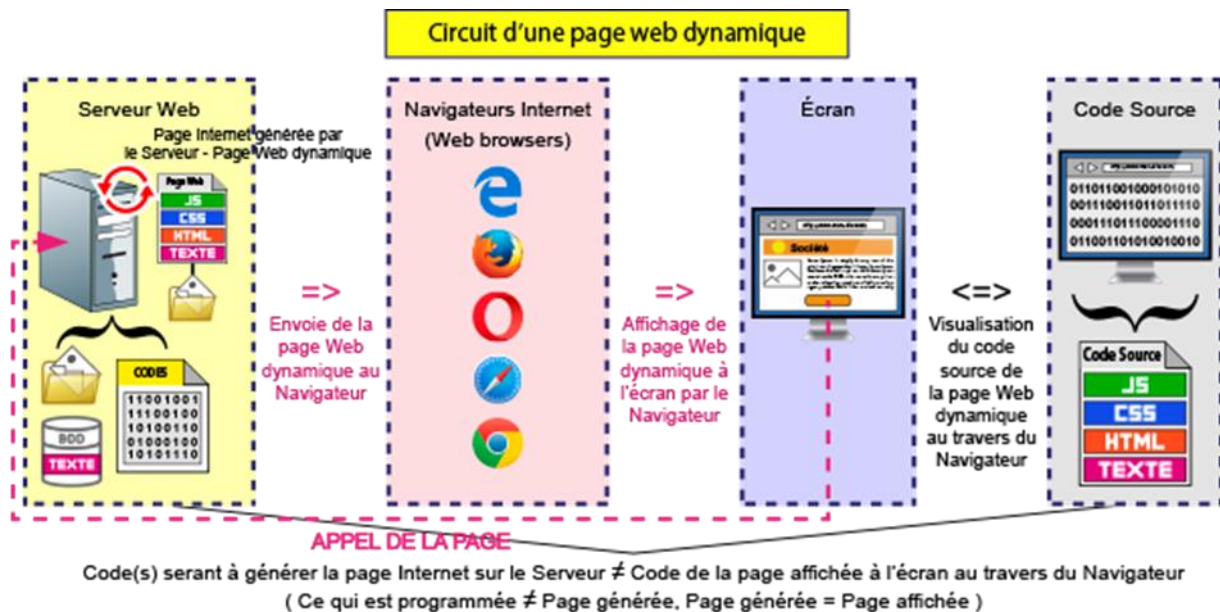 Circuit d'une page web dynamique
Serveur Web
Page Internet générée par
le Serveur - Page Web dynamique
Page Web
JS
CSS
HTML
TEXTE
CODES
11001001
11100100
10100110
01000100
10101110
BDD
TEXTE
=>
Envoie de la
page Web
dynamique au
Navigateur
Navigateurs Internet
(Web browsers)
=>
Affichage de
la page Web
dynamique à
l'écran par le
Navigateur
Écran
Société
<=>
Visualisation
du code
source de
la page Web
dynamique
au travers du
Navigateur
Code Source
011011001000101010
001110011011011110
000111010111000011
011001101010010010
Code Source
JS
CSS
HTML
TEXTE
APPEL DE LA PAGE
Code(s) serant à générer la page Internet sur le Serveur ≠ Code de la page affichée à l'écran au travers du Navigateur
( Ce qui est programmée ≠ Page générée, Page générée = Page affichée )